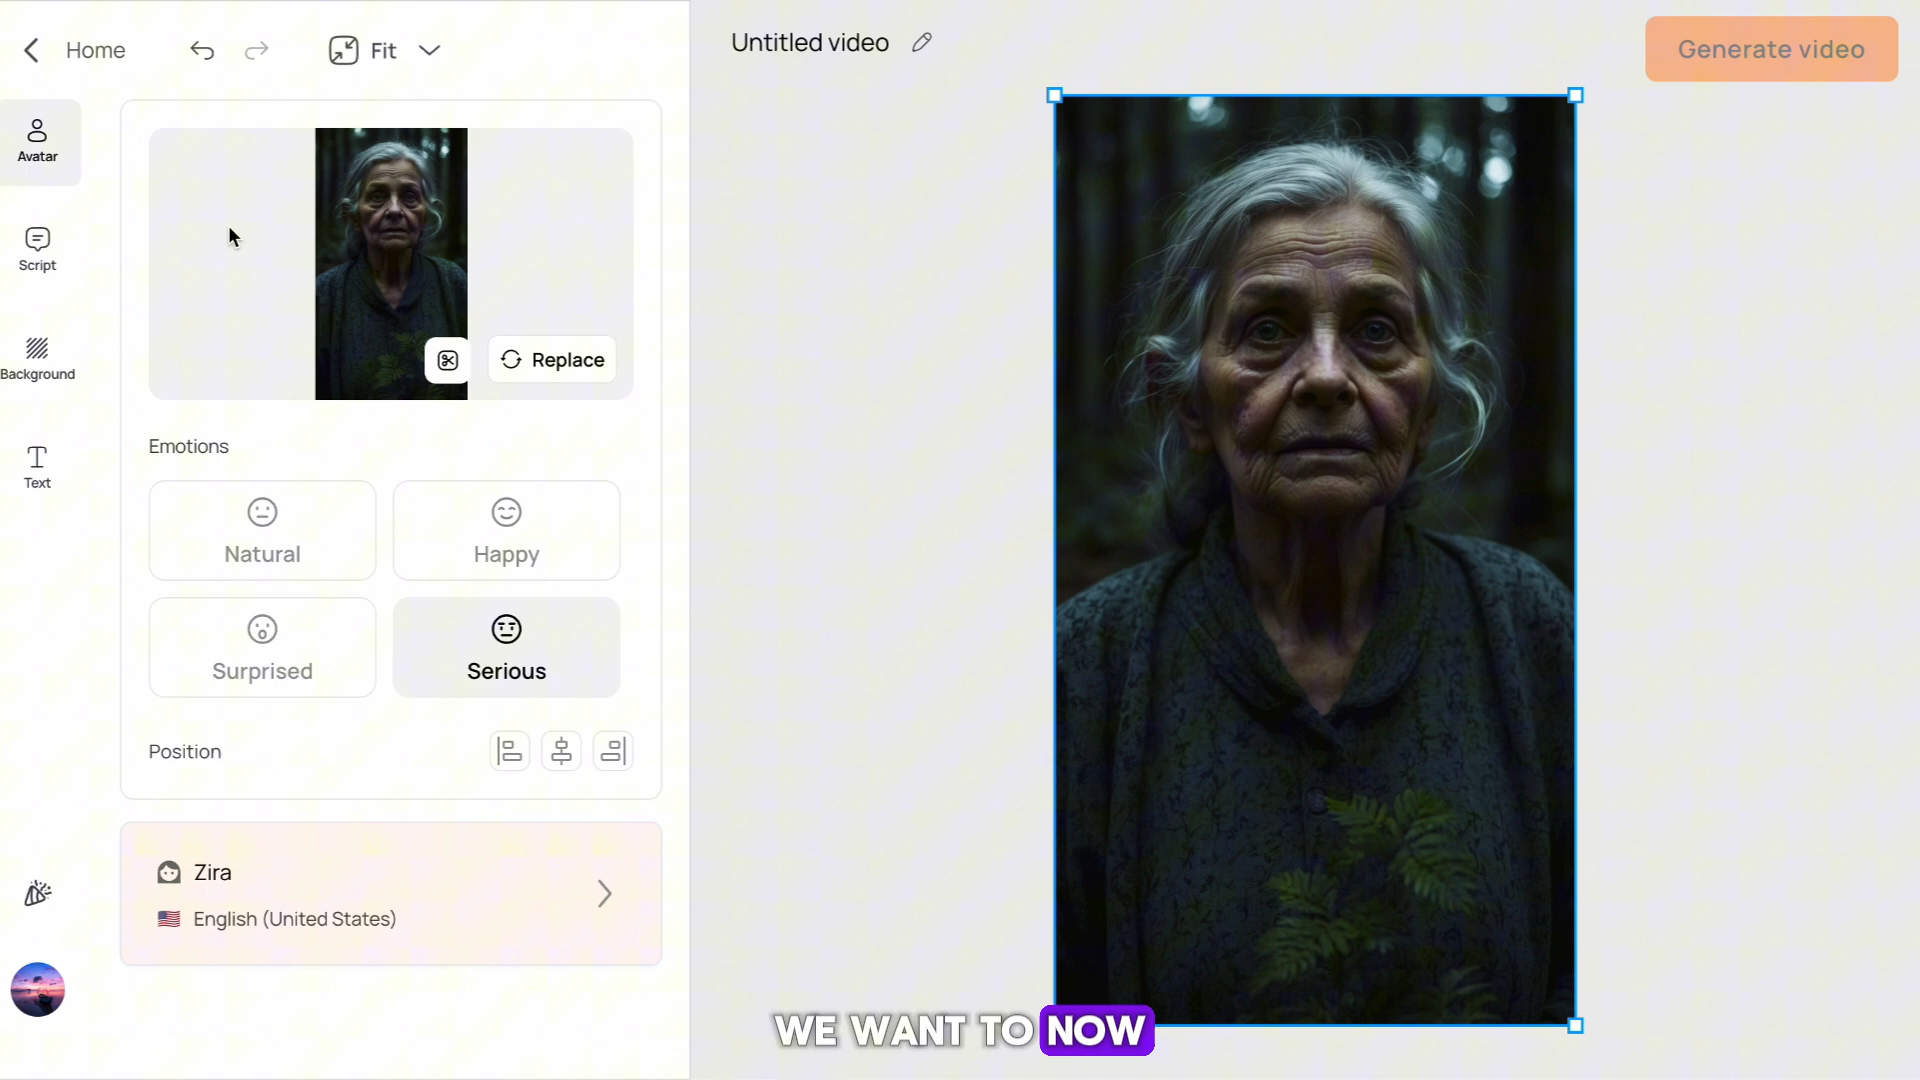 Home
Fit
Untitled video
Generate video
Avatar
Script
Background
Text
Replace
Emotions
Natural
Happy
Surprised
Serious
Position
Zira
English (United States)
WE WANT TO NOW